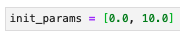 init_params = [0.0, 10.0]